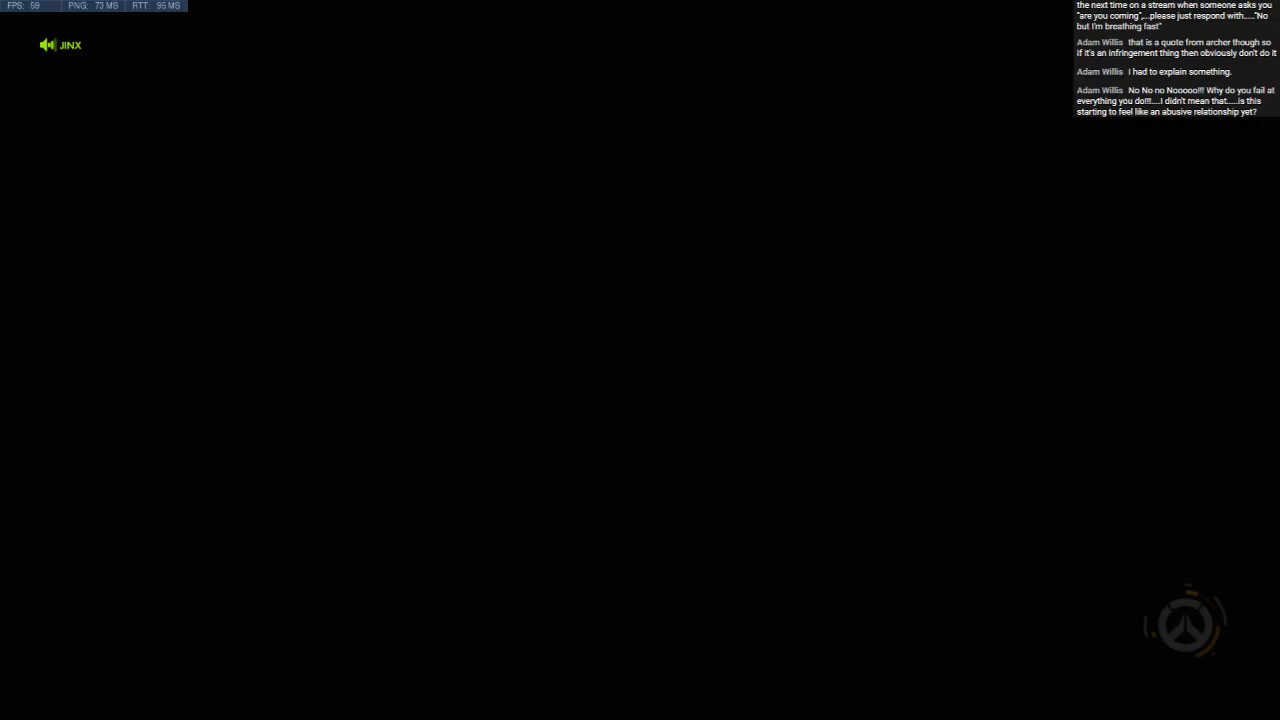 FPS: 59 PNG: 73 MS RTT: 95 MS
JINX
the next time on a stream when someone asks you
"are you coming",...please just respond with....."No
but I'm breathing fast"
Adam Willis that is a quote from archer though so
if it's an infringement thing then obviously don't do it
Adam Willis I had to explain something.
Adam Willis No No no Nooooo!!! Why do you fail at
everything you do!!!....I didn't mean that.....is this
starting to feel like an abusive relationship yet?